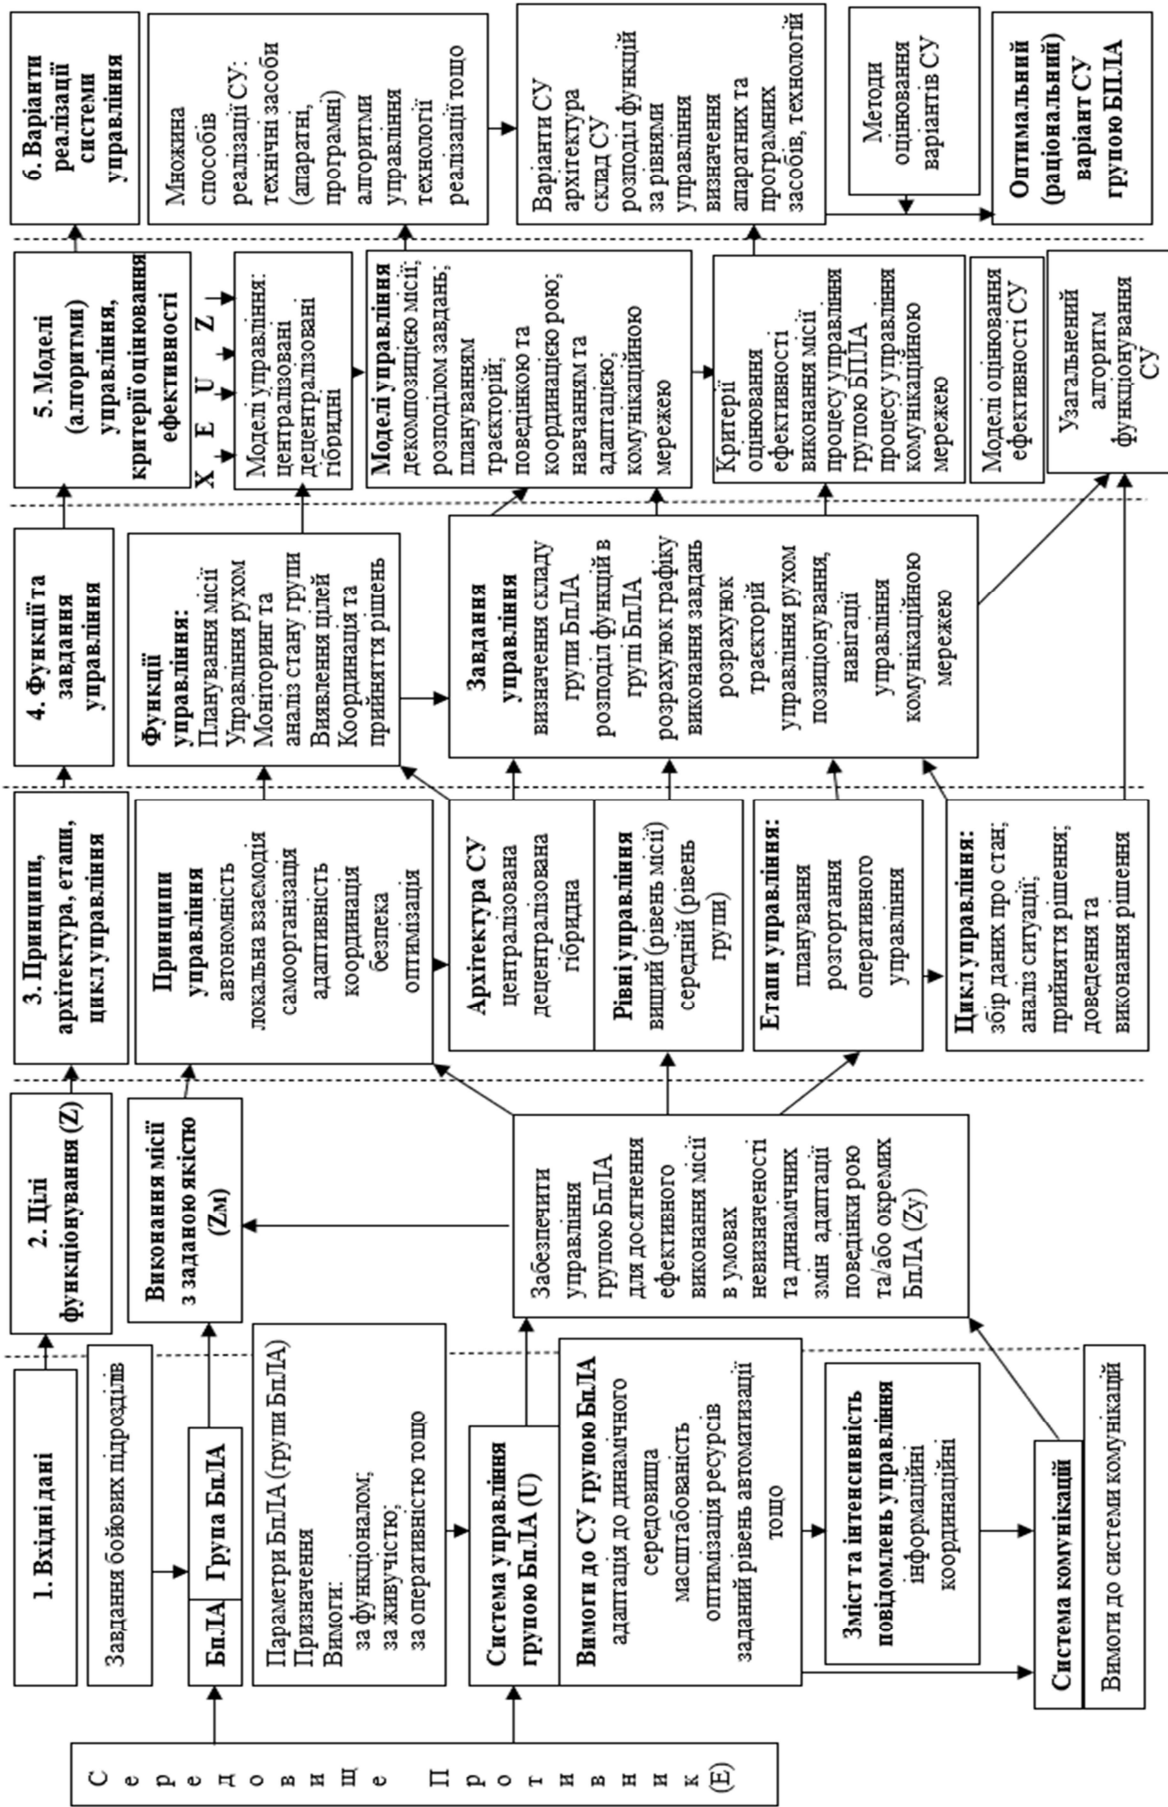 Середовище Противник
(E)
1. Вхідні дані
Завдання бойових підрозділів
БпЛА
Група БпЛА
Параметри БпЛА (групи БпЛА)
Призначення
Вимоги:
за функціоналом;
за живучістю;
за оперативністю тощо
Система управління
групою БпЛА (U)
Вимоги до СУ групою БпЛА
адаптація до динамічного
середовища
масштабованість
оптимізація ресурсів
заданий рівень автоматизації
тощо
Зміст та інтенсивність
повідомлень управління
інформаційні
координаційні
Система комунікацій
Вимоги до системи комунікацій
2. Цілі
функціонування (Z)
Виконання місії
з заданою якістю
(Zм)
Забезпечити
управління
групою БпЛА
для досягнення
ефективного
виконання місії
в умовах
невизначеності
та динамічних
змін адаптації
поведінки рою
та/або окремих
БпЛА (Zу)
3. Принципи,
архітектура, етапи,
цикл управління
Принципи
управління
автономність
локальна взаємодія
самоорганізація
адаптивність
координація
безпека
оптимізація
Архітектура СУ
централізована
децентралізована
гібридна
Рівні управління
вищий (рівень місії)
середній (рівень
групи)
Етапи управління:
планування
розгортання
оперативного
управління
Цикл управління:
збір даних про стан;
аналіз ситуації;
прийняття рішення;
доведення та
виконання рішення
4. Функції та
завдання
управління
Функції
управління:
Планування місії
Управління рухом
Моніторинг та
аналіз стану групи
Виявлення цілей
Координація та
прийняття рішень
Завдання
управління
визначення складу
групи БпЛА
розподіл функцій в
групі БпЛА
розрахунок графіку
виконання завдань
розрахунок
траєкторій
управління рухом
позиціонування,
навігації
управління
комунікаційною
мережею
5. Моделі
(алгоритми)
управління,
критерії оцінювання
ефективності
X E U Z
Моделі управління:
централізовані
децентралізовані
гібридні
Моделі управління
декомпозицією місії;
розподілом завдань;
плануванням
траєкторій;
поведінкою та
координацією рою;
навчанням та
адаптацією;
комунікаційною
мережею
Критерії
оцінювання
ефективності
виконання місії
процесу управління
групою БПЛА
процесу управління
комунікаційною
мережею
Моделі оцінювання
ефективності СУ
Узагальнений
алгоритм
функціонування
СУ
6. Варіанти
реалізації
системи
управління
Множина
способів
реалізації СУ:
технічні засоби
(апаратні,
програмні)
алгоритми
управління
технології
реалізації тощо
Варіанти СУ
архітектура
склад СУ
розподіл функцій
за рівнями
управління
визначення
апаратних та
програмних
засобів, технологій
Методи
оцінювання
варіантів СУ
Оптимальний
(раціональний)
варіант СУ
групою БПЛА